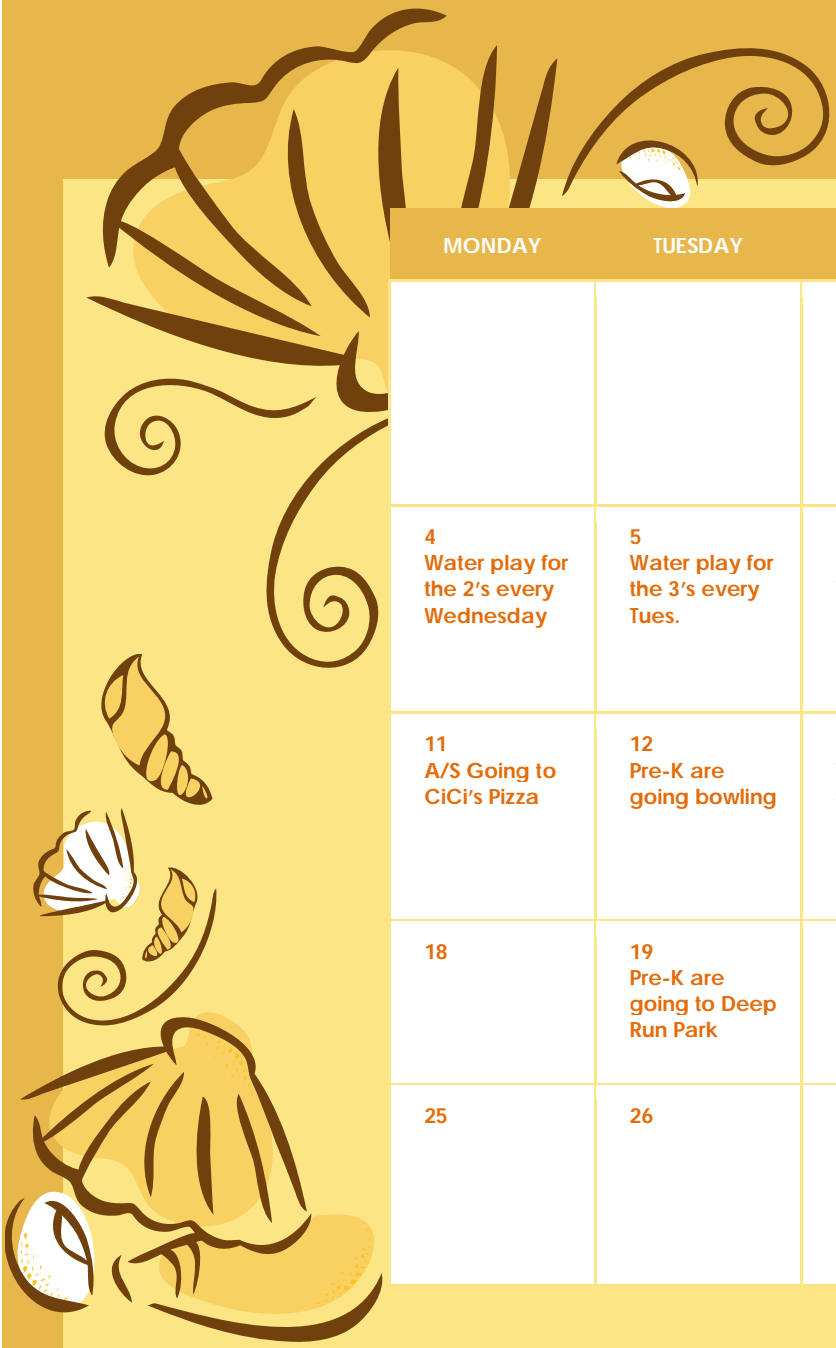 MONDAY TUESDAY
4
Water play for
the 2's every
Wednesday
5
Water play for
the 3's every
Tues.
11
A/S Going to
CiCi's Pizza
12
Pre-K are
going bowling
18
19
Pre-K are
going to Deep
Run Park
25
26